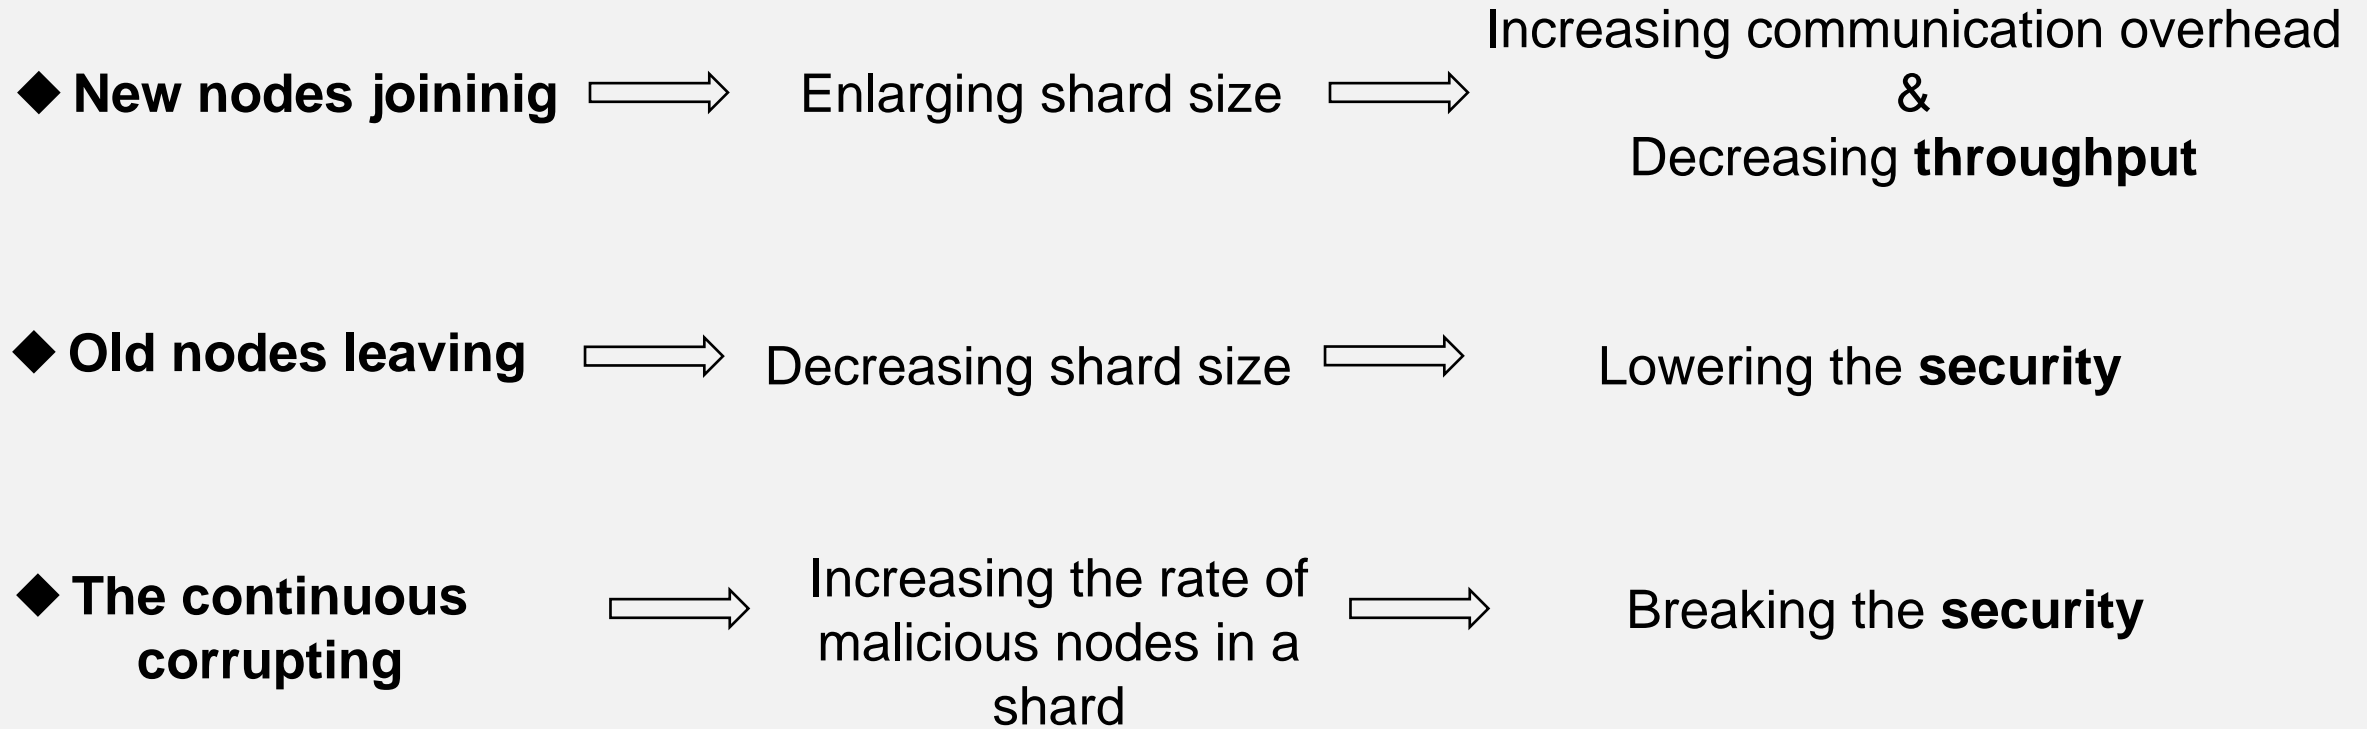 ◆ New nodes joininig
Enlarging shard size
Increasing communication overhead
&
Decreasing throughput
◆ Old nodes leaving
Decreasing shard size
Lowering the security
◆ The continuous
corrupting
Increasing the rate of
malicious nodes in a
shard
Breaking the security